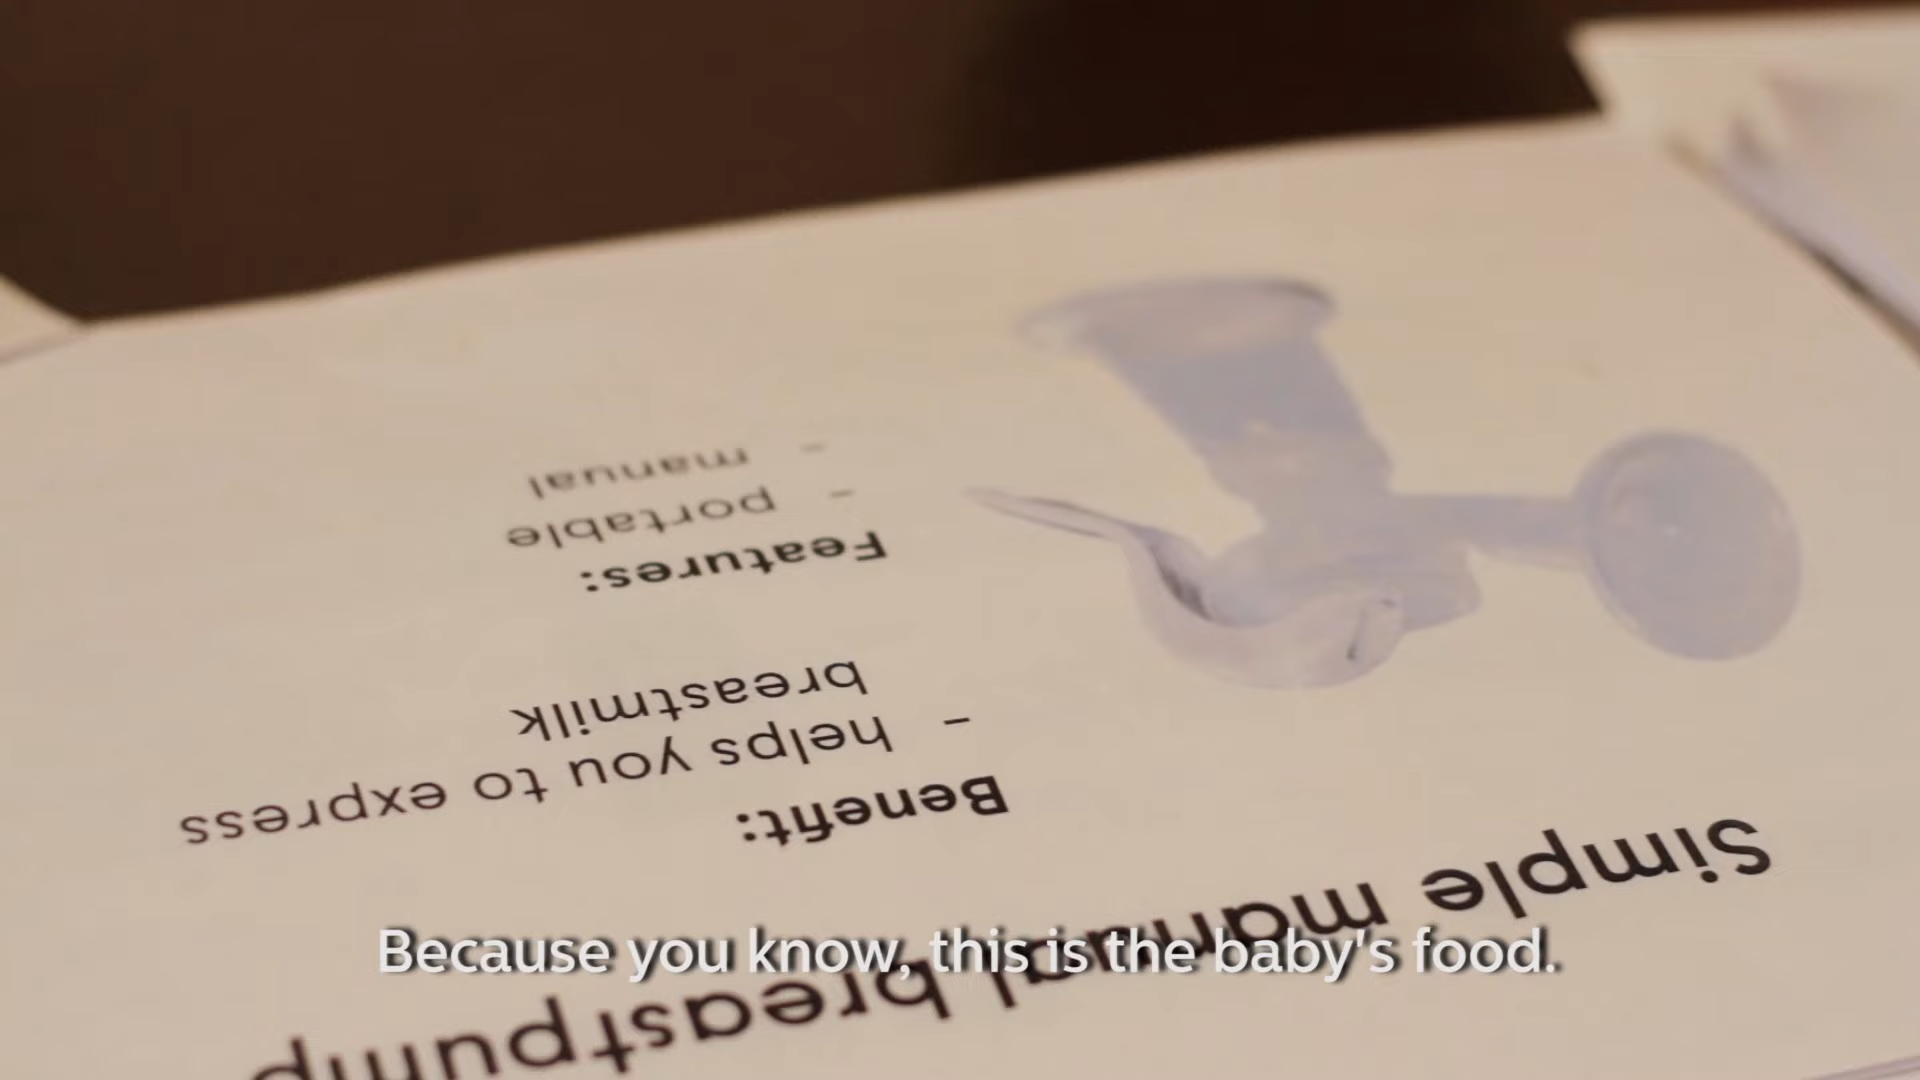 Simple manual breastpump
Benefit:
- helps you to express
breastmilk
Features:
- portable
- manual
Because you know, this is the baby's food.